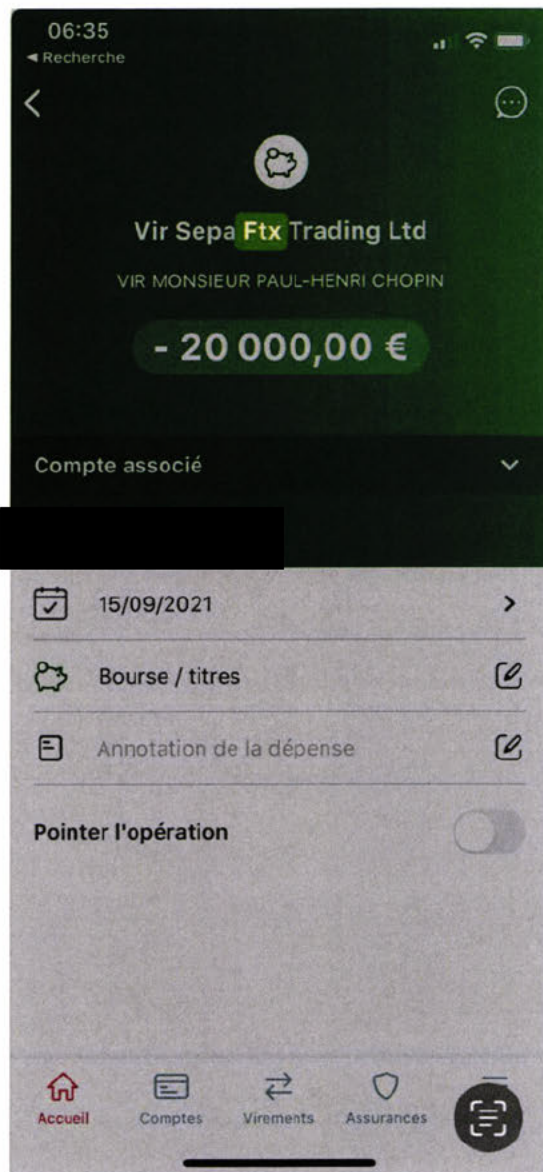 06:35
◀ Recherche
Vir Sepa Ftx Trading Ltd
VIR MONSIEUR PAUL-HENRI CHOPIN
- 20 000,00 €
Compte associé
15/09/2021
Bourse / titres
Annotation de la dépense
Pointer l'opération
Accueil
Comptes
Virements
Assurances